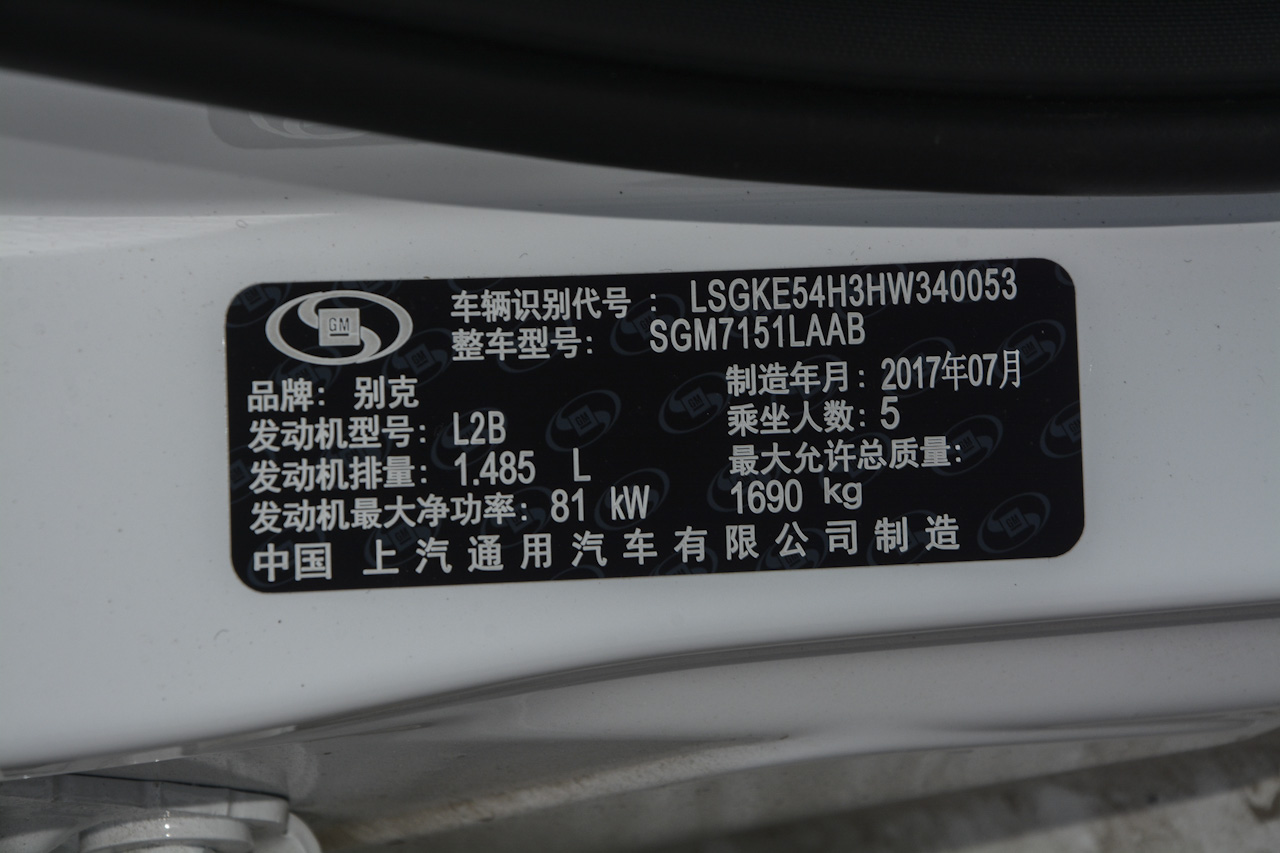 GM
车辆识别代号： LSGKE54H3HW340053
整车型号： SGM7151LAAB
品牌： 别克
制造年月：2017年07月
发动机型号：L2B
乘坐人数：5
发动机排量：1.485 L
最大允许总质量：
1690 kg
发动机最大净功率：81 kW
中国 上汽通用汽车有限公司制造